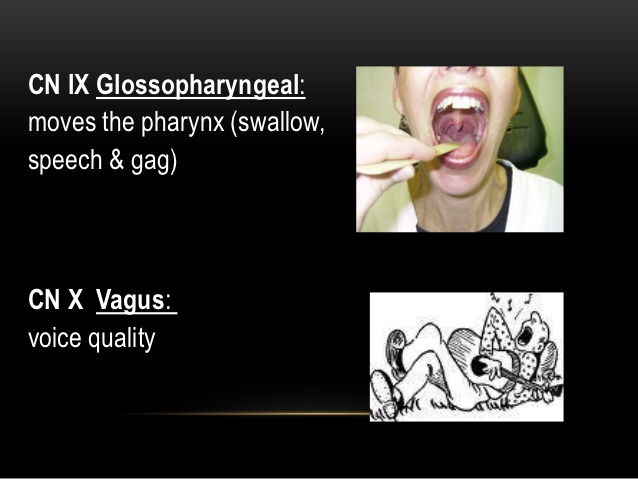 CN IX Glossopharyngeal:
moves the pharynx (swallow,
speech & gag)
CN X Vagus:
voice quality